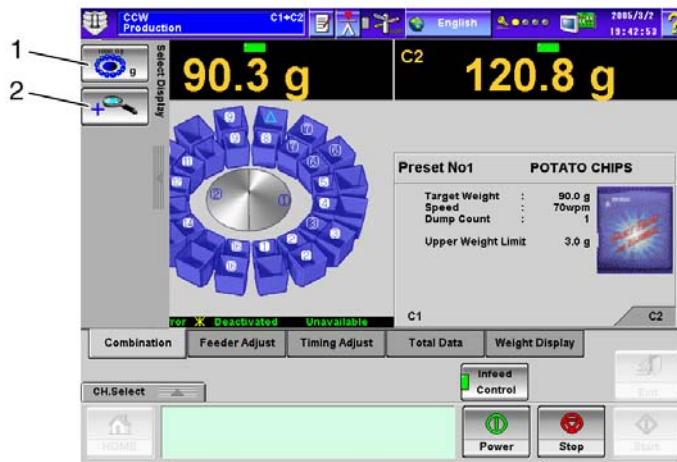 1
2
CCW
Production
C1+C2
English
2005/3/2
19:42:53
?
1000.0g
g
Select Display
90.3 g
C2
120.8 g
Preset No1 POTATO CHIPS
Target Weight : 90.0 g
Speed : 70wpm
Dump Count : 1
Upper Weight Limit : 3.0 g
C1
C2
ror Deactivated Unavailable
Combination
Feeder Adjust
Timing Adjust
Total Data
Weight Display
CH.Select
Infeed
Control
Exit
HOME
Power
Stop
Start